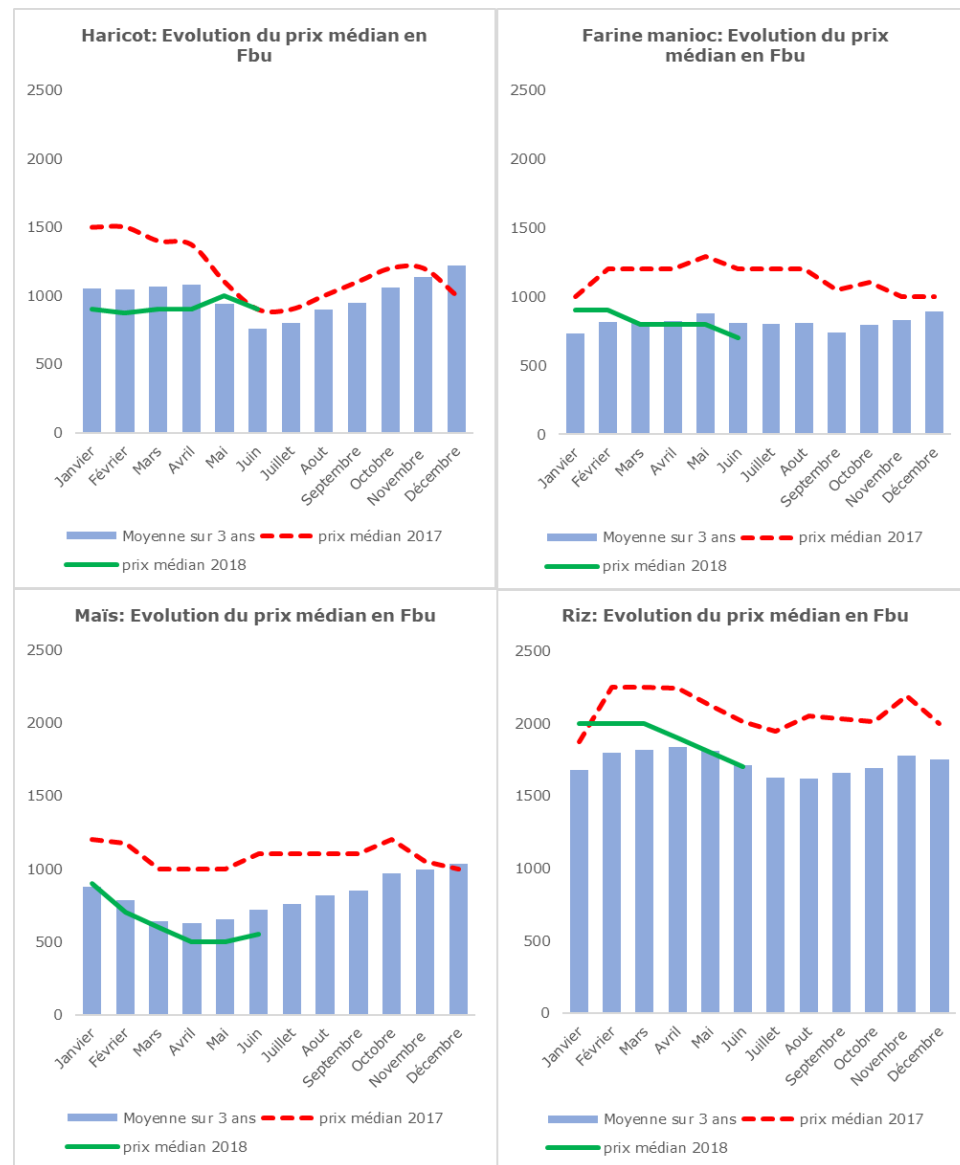 Haricot: Evolution du prix médian en
Fbu
2500
2000
1500
1000
500
0
Janvier
Février
Mars
Avril
Mai
Juin
Juillet
Aout
Septembre
Octobre
Novembre
Décembre
Moyenne sur 3 ans
prix médian 2017
prix médian 2018
Farine manioc: Evolution du prix
médian en Fbu
2500
2000
1500
1000
500
0
Janvier
Février
Mars
Avril
Mai
Juin
Juillet
Aout
Septembre
Octobre
Novembre
Décembre
Moyenne sur 3 ans
prix médian 2017
prix médian 2018
Maïs: Evolution du prix médian en Fbu
2500
2000
1500
1000
500
0
Janvier
Février
Mars
Avril
Mai
Juin
Juillet
Aout
Septembre
Octobre
Novembre
Décembre
Moyenne sur 3 ans
prix médian 2017
prix médian 2018
Riz: Evolution du prix médian en Fbu
2500
2000
1500
1000
500
0
Janvier
Février
Mars
Avril
Mai
Juin
Juillet
Aout
Septembre
Octobre
Novembre
Décembre
Moyenne sur 3 ans
prix médian 2017
prix médian 2018